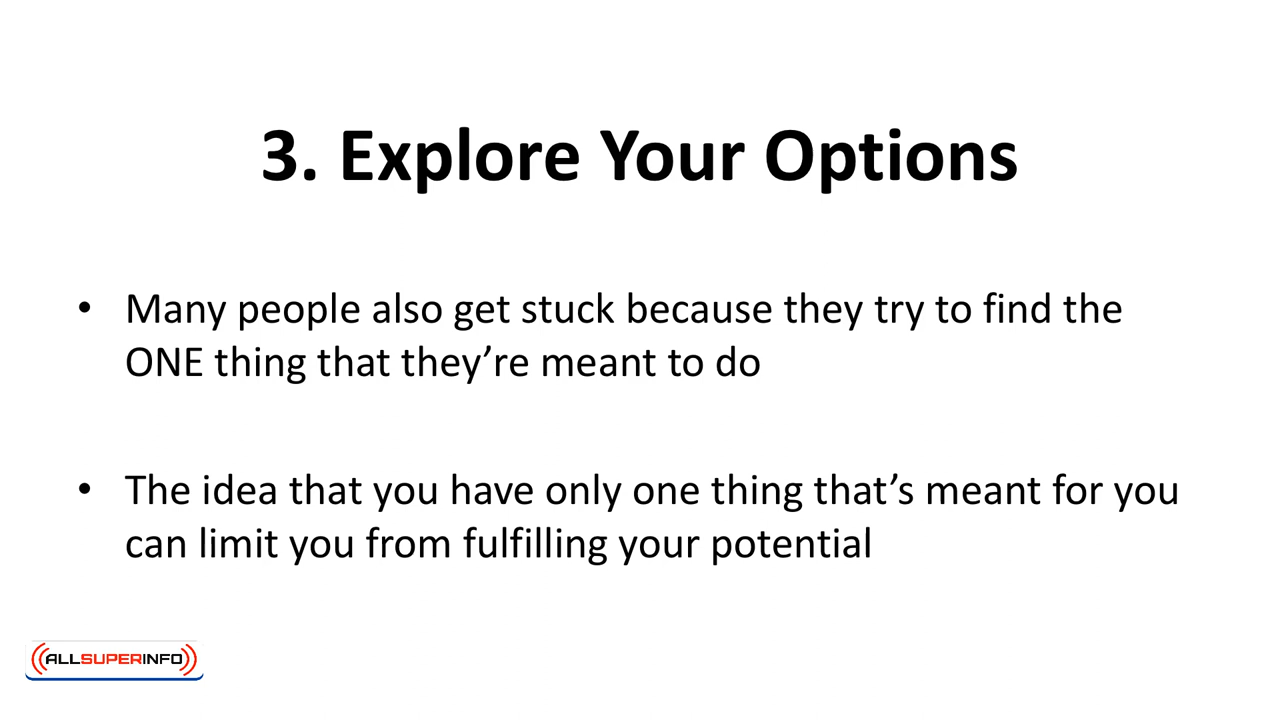 3. Explore Your Options
• Many people also get stuck because they try to find the
ONE thing that they’re meant to do
• The idea that you have only one thing that’s meant for you
can limit you from fulfilling your potential
ALLSUPERINFO